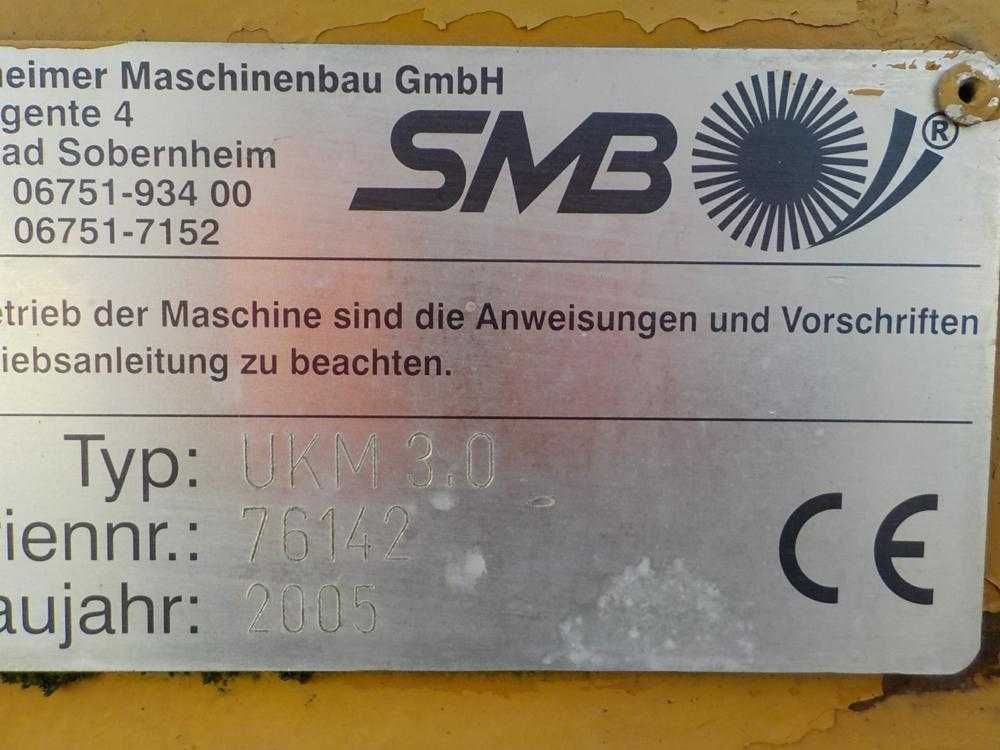 heimer Maschinenbau GmbH
gente 4
ad Sobernheim
06751-934 00
06751-7152
SMB ®
etrieb der Maschine sind die Anweisungen und Vorschriften
iebsanleitung zu beachten.
Typ: UKM 3.0
riennr.: 76142
aujahr: 2005
CE